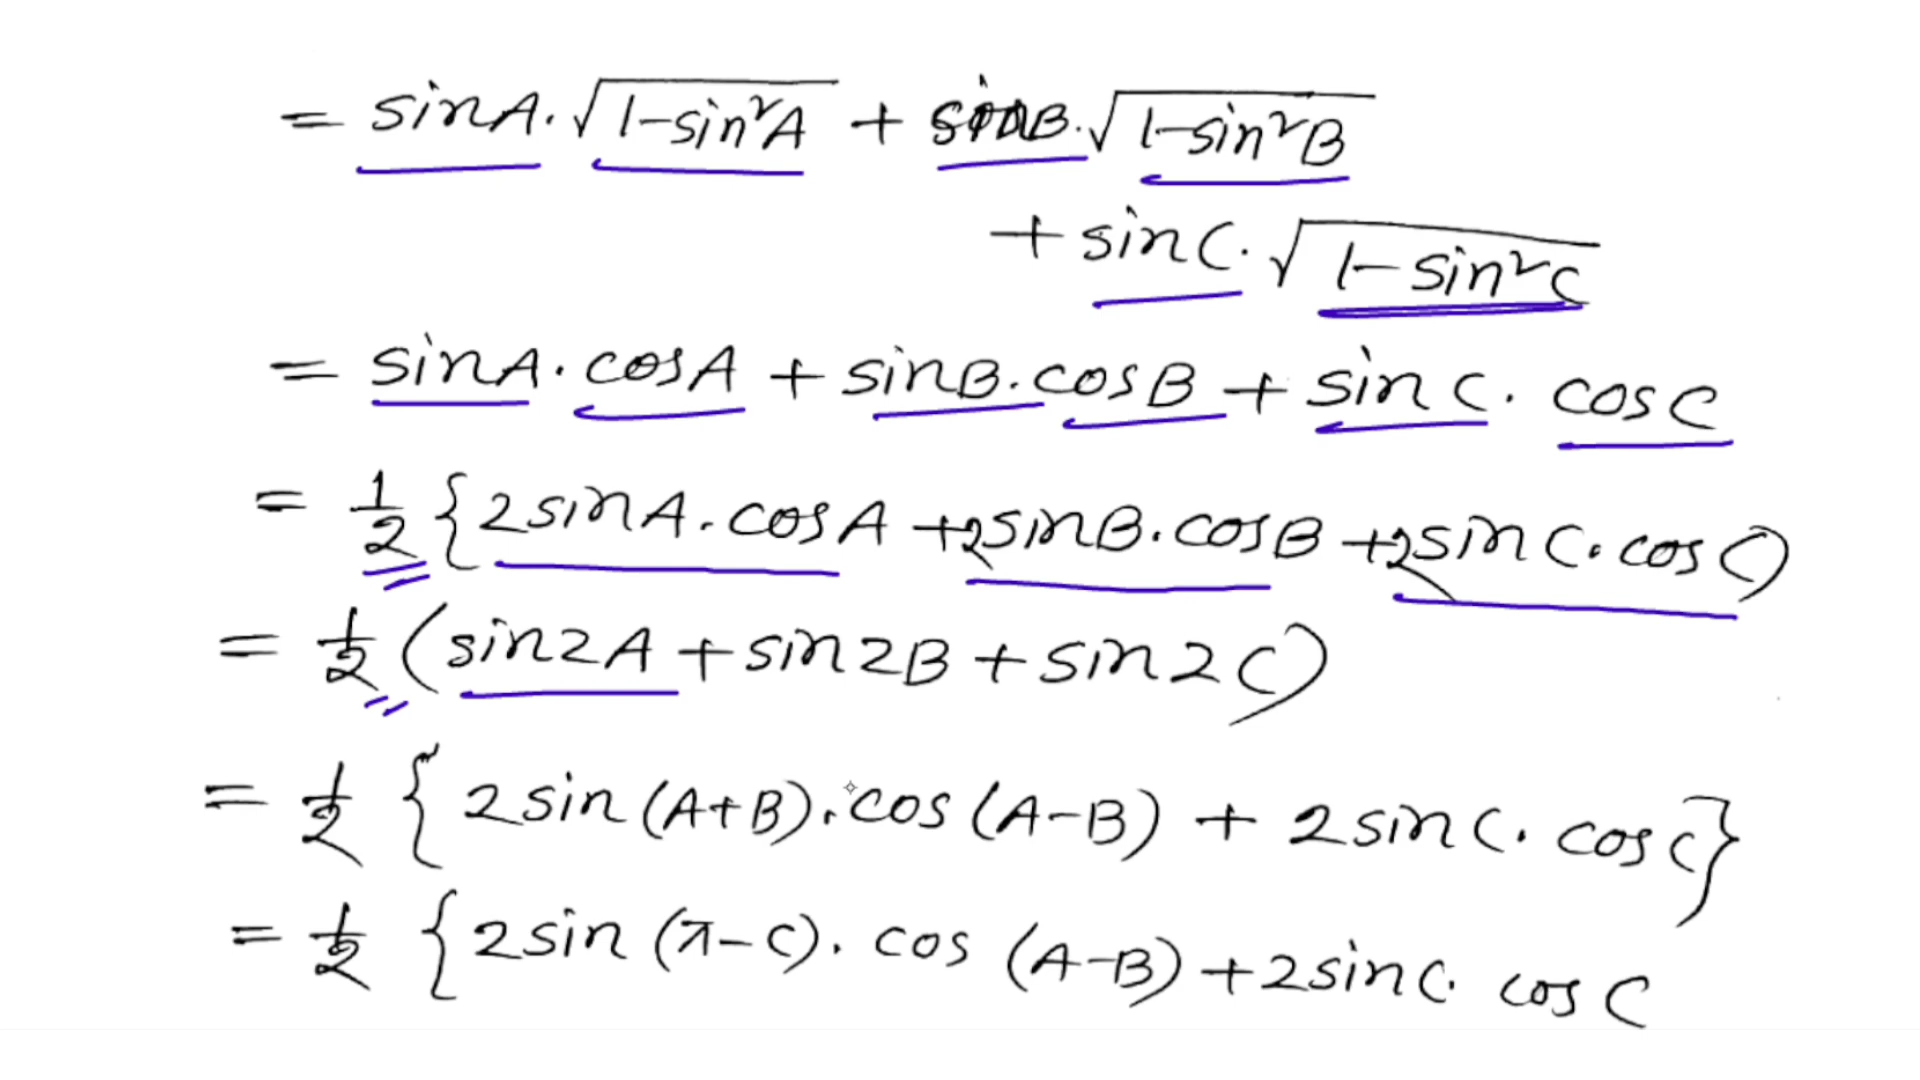 = sinA. √1-sin²A + sinB. √1-sin²B
+ sinC. √1-sin²C
= sinA. cosA + sinB. cosB + sinC. cosC
= 1/2 {2sinA. cosA +2sinB. cosB +2sinC. cosC)
= 1/2 (sin2A + sin2B + sin2C)
= 1/2 { 2sin(A+B). cos(A-B) + 2sinC. cosC}
= 1/2 {2sin (π-C). cos (A-B) +2sinC. cosC